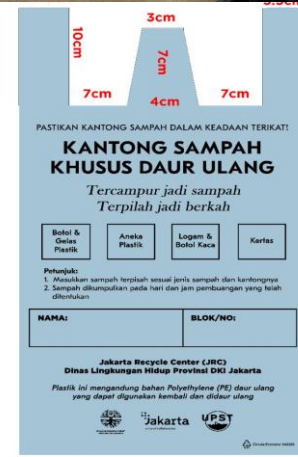 3cm
10cm
7cm
7cm
4cm
7cm
PASTIKAN KANTONG SAMPAH DALAM KEADAAN TERIKAT!
KANTONG SAMPAH
KHUSUS DAUR ULANG
Tercampur jadi sampah
Terpilah jadi berkah
Botol &
Gelas
Plastik
Aneka
Plastik
Logam &
Botol Kaca
Kertas
Petunjuk:
1. Masukkan sampah terpisah sesuai jenis sampah dan kantongnya
2. Sampah dikumpulkan pada hari dan jam pembuangan yang telah
ditentukan
NAMA:
BLOK/NO:
Jakarta Recycle Center (JRC)
Dinas Lingkungan Hidup Provinsi DKI Jakarta
Plastik ini mengandung bahan Polyethylene (PE) daur ulang
yang dapat digunakan kembali dan didaur ulang
Jakarta
UPST